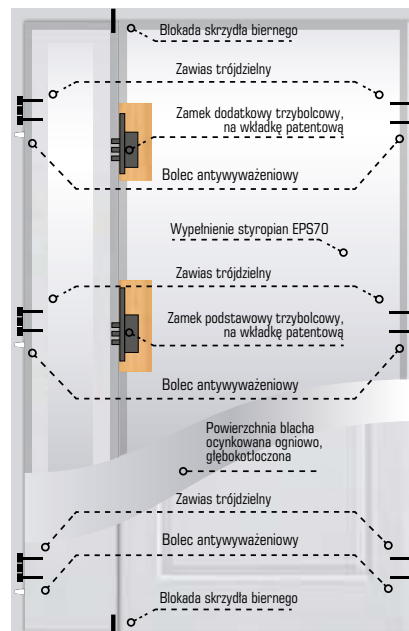 Blokada skrzydła biernego
Zawias trójdzielny
Zamek dodatkowy trzybolcowy,
na wkładkę patentową
Bolec antywyważeniowy
Wypełnienie styropian EPS70
Zawias trójdzielny
Zamek podstawowy trzybolcowy,
na wkładkę patentową
Bolec antywyważeniowy
Powierzchnia blacha
ocynkowana ogniowo,
głębokotłoczona
Zawias trójdzielny
Bolec antywyważeniowy
Blokada skrzydła biernego